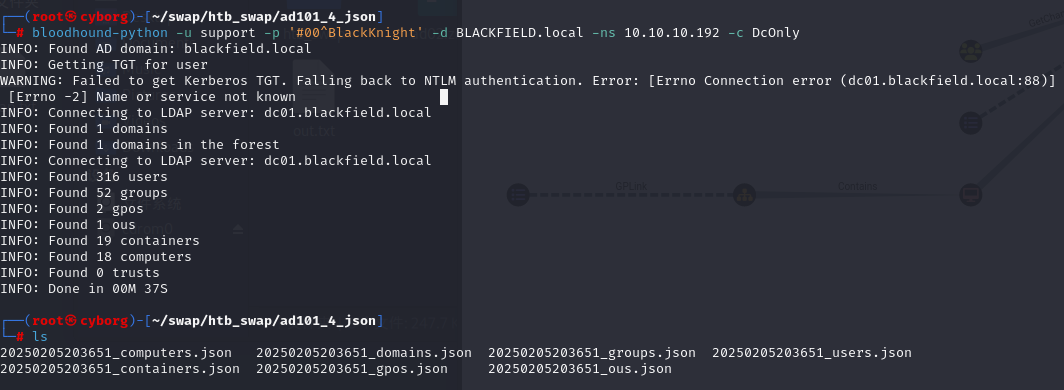 ┌──(root㉿cyborg)-[~/swap/htb_swap/ad101_4_json]
└─# bloodhound-python -u support -p '#00^BlackKnight' -d BLACKFIELD.local -ns 10.10.10.192 -c DcOnly
INFO: Found AD domain: blackfield.local
INFO: Getting TGT for user
WARNING: Failed to get Kerberos TGT. Falling back to NTLM authentication. Error: [Errno Connection error (dc01.blackfield.local:88)]
[Errno -2] Name or service not known
INFO: Connecting to LDAP server: dc01.blackfield.local
INFO: Found 1 domains
INFO: Found 1 domains in the forest
INFO: Connecting to LDAP server: dc01.blackfield.local
INFO: Found 316 users
INFO: Found 52 groups
INFO: Found 2 gpos
INFO: Found 1 ous
INFO: Found 19 containers
INFO: Found 18 computers
INFO: Found 0 trusts
INFO: Done in 00M 37S
┌──(root㉿cyborg)-[~/swap/htb_swap/ad101_4_json]
└─# ls
20250205203651_computers.json 20250205203651_domains.json 20250205203651_groups.json 20250205203651_users.json
20250205203651_containers.json 20250205203651_gpos.json 20250205203651_ous.json
out.txt
GPLink
Contains